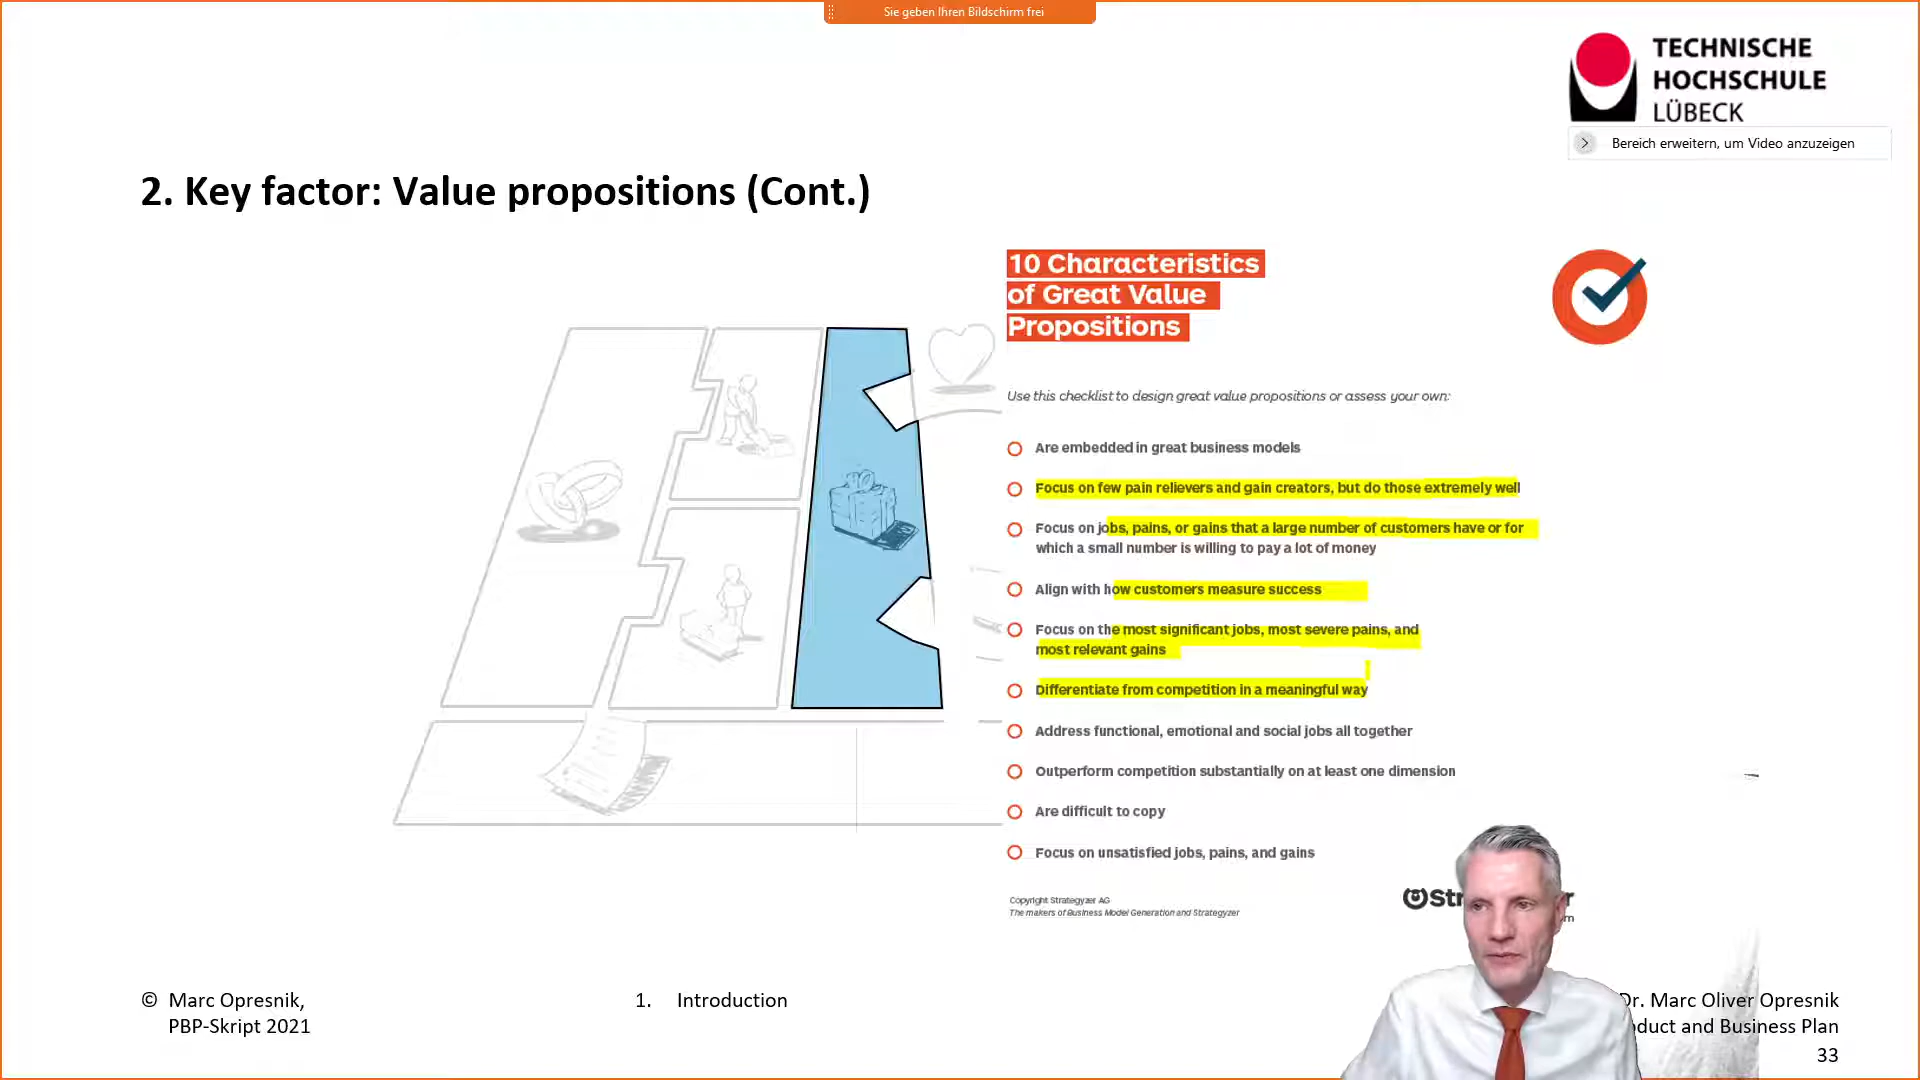 Sie geben Ihren Bildschirm frei
TECHNISCHE
HOCHSCHULE
LÜBECK
Bereich erweitern, um Video anzuzeigen
2. Key factor: Value propositions (Cont.)
10 Characteristics
of Great Value
Propositions
Use this checklist to design great value propositions or assess your own:
Are embedded in great business models
Focus on few pain relievers and gain creators, but do those extremely well
Focus on jobs, pains, or gains that a large number of customers have or for
which a small number is willing to pay a lot of money
Align with how customers measure success
Focus on the most significant jobs, most severe pains, and
most relevant gains
Differentiate from competition in a meaningful way
Address functional, emotional and social jobs all together
Outperform competition substantially on at least one dimension
Are difficult to copy
Focus on unsatisfied jobs, pains, and gains
Copyright Strategyzer AG
The makers of Business Model Generation and Strategyzer
© Marc Opresnik,
PBP-Skript 2021
1. Introduction
Dr. Marc Oliver Opresnik
and Business Plan
33